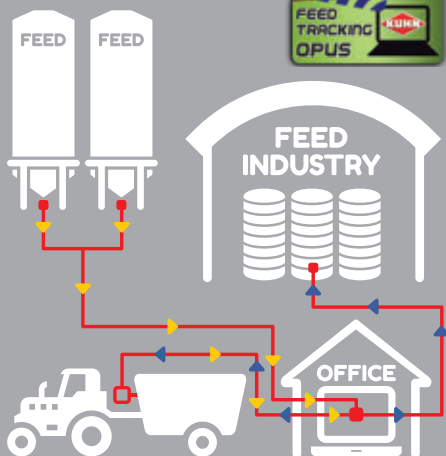 FEED
TRACKING
OPUS
KUHN
FEED
FEED
FEED
INDUSTRY
OFFICE